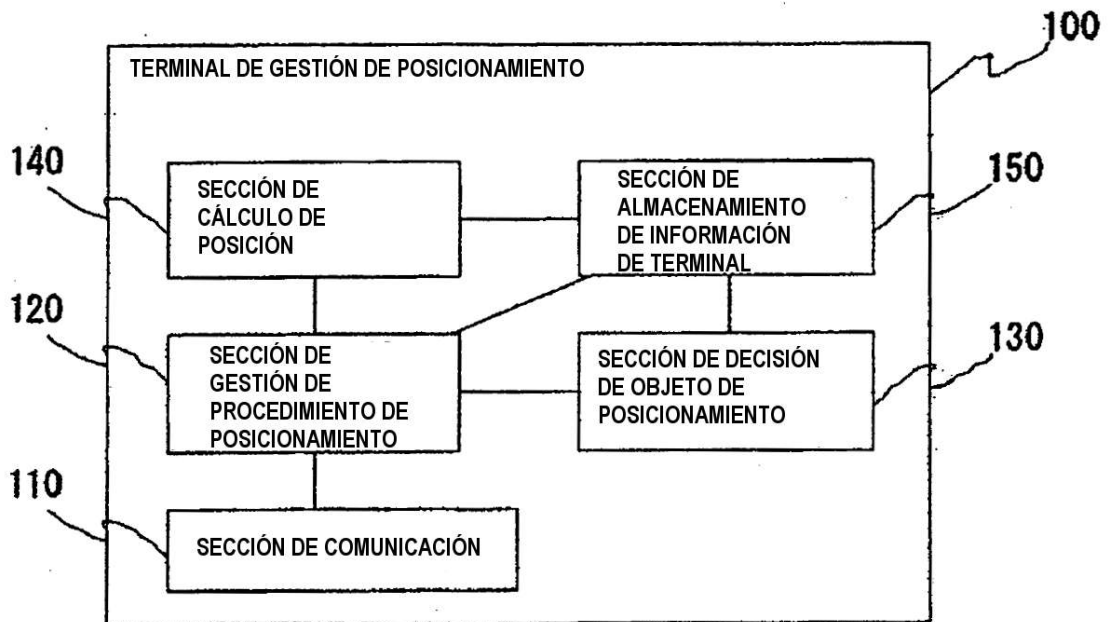 100
TERMINAL DE GESTIÓN DE POSICIONAMIENTO
140
SECCIÓN DE
CÁLCULO DE
POSICIÓN
150
SECCIÓN DE
ALMACENAMIENTO
DE INFORMACIÓN
DE TERMINAL
120
SECCIÓN DE
GESTIÓN DE
PROCEDIMIENTO DE
POSICIONAMIENTO
130
SECCIÓN DE DECISIÓN
DE OBJETO DE
POSICIONAMIENTO
110
SECCIÓN DE COMUNICACIÓN